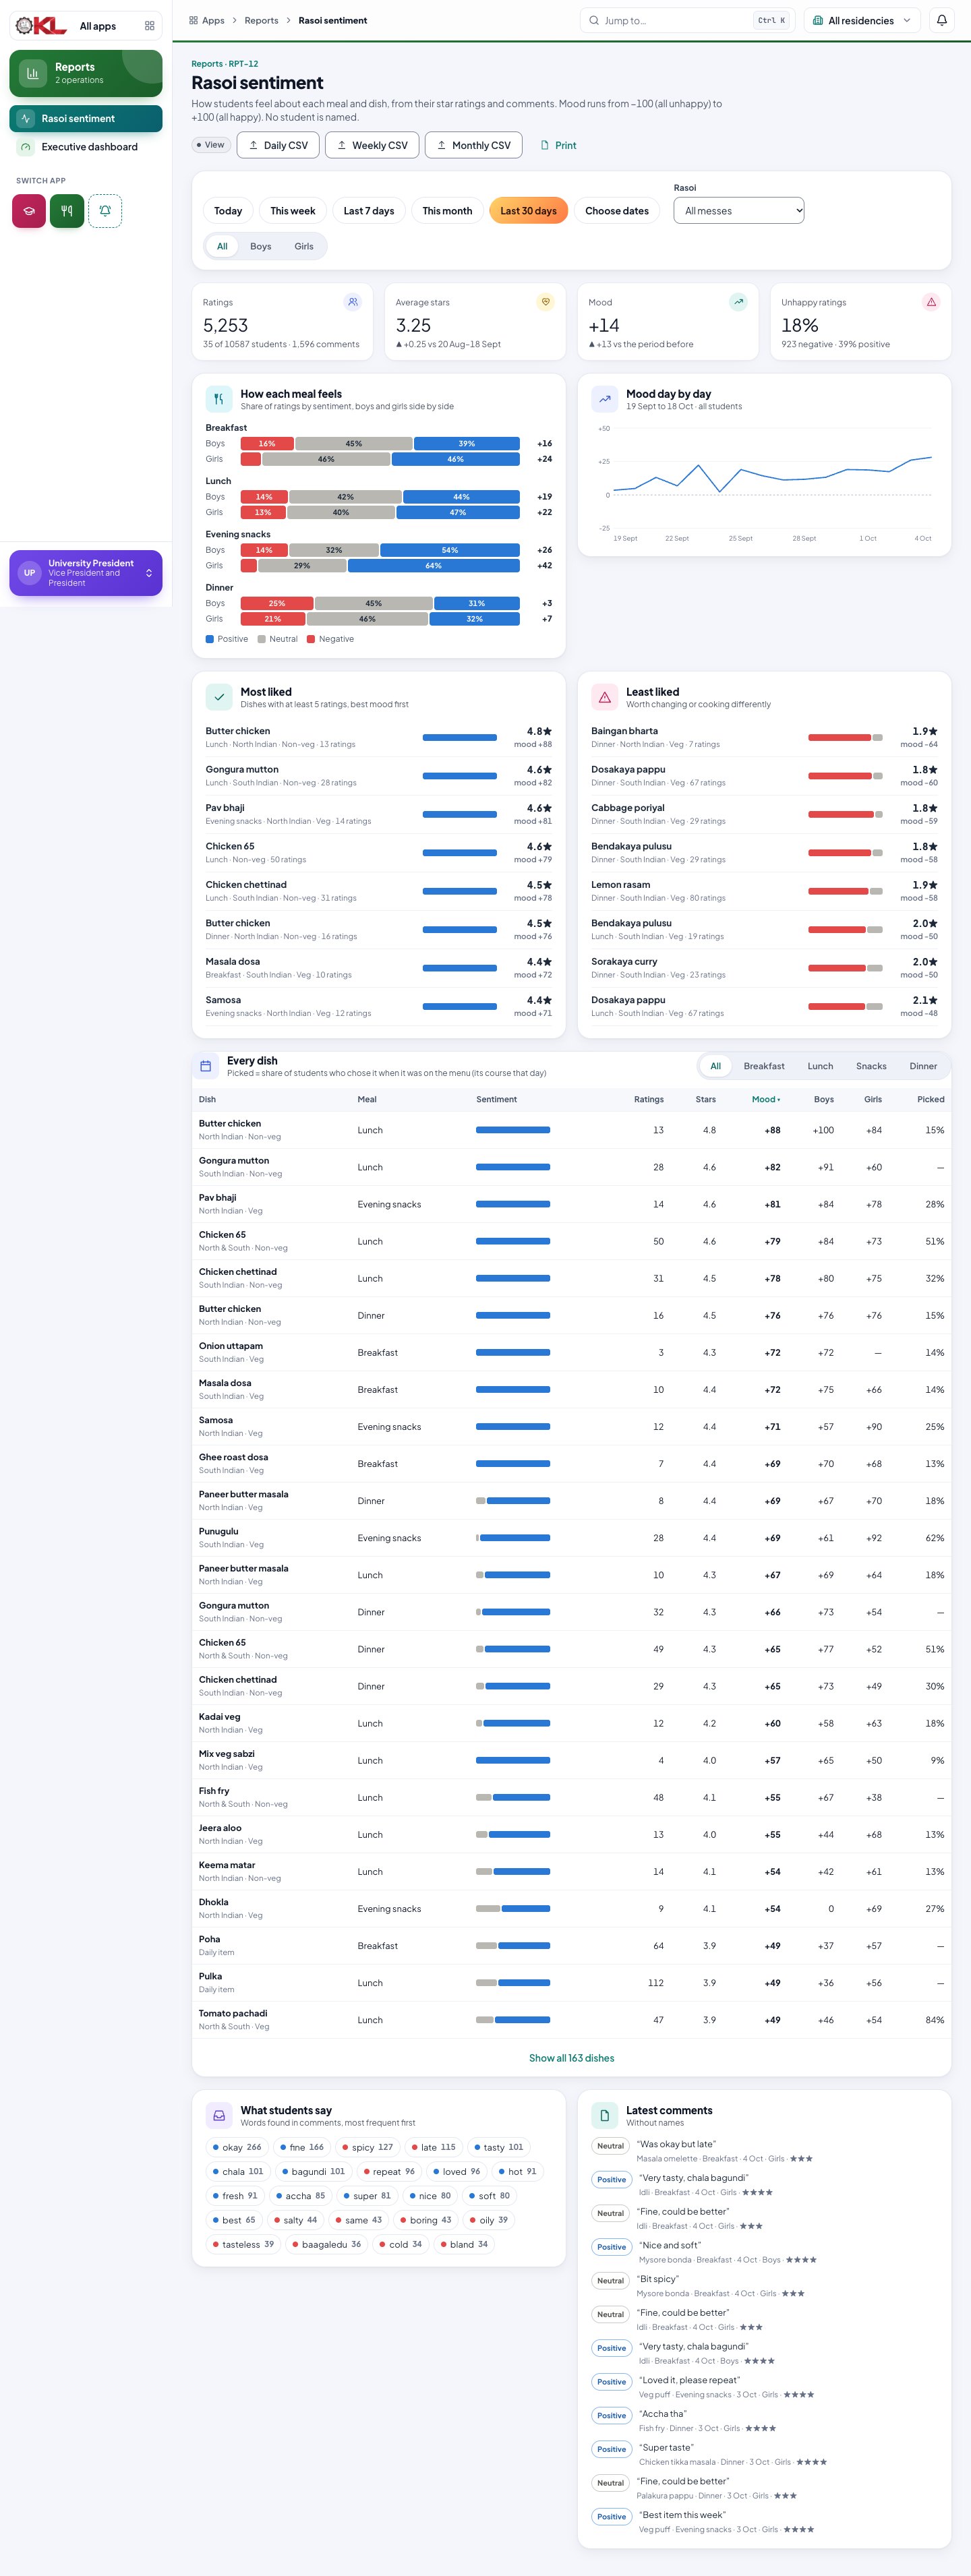 KL
All apps
Reports
2 operations
Rasoi sentiment
Executive dashboard
SWITCH APP
UP
University President
Vice President and
President
Apps
Reports
Rasoi sentiment
Jump to...
Ctrl K
All residencies
Reports · RPT-12
Rasoi sentiment
How students feel about each meal and dish, from their star ratings and comments. Mood runs from −100 (all unhappy) to
+100 (all happy). No student is named.
View
Daily CSV
Weekly CSV
Monthly CSV
Print
Today
This week
Last 7 days
This month
Last 30 days
Choose dates
Rasoi
All messes
All
Boys
Girls
Ratings
5,253
35 of 10587 students · 1,596 comments
Average stars
3.25
▲ +0.25 vs 20 Aug–18 Sept
Mood
+14
▲ +13 vs the period before
Unhappy ratings
18%
923 negative · 39% positive
How each meal feels
Share of ratings by sentiment, boys and girls side by side
Breakfast
Boys 16% 45% 39% +16
Girls 46% 46% +24
Lunch
Boys 14% 42% 44% +19
Girls 13% 40% 47% +22
Evening snacks
Boys 14% 32% 54% +26
Girls 29% 64% +42
Dinner
Boys 25% 45% 31% +3
Girls 21% 46% 32% +7
Positive Neutral Negative
Mood day by day
19 Sept to 18 Oct · all students
+50
+25
0
-25
19 Sept 22 Sept 25 Sept 28 Sept 1 Oct 4 Oct
Most liked
Dishes with at least 5 ratings, best mood first
Butter chicken 4.8★
Lunch · North Indian · Non-veg · 13 ratings mood +88
Gongura mutton 4.6★
Lunch · South Indian · Non-veg · 28 ratings mood +82
Pav bhaji 4.6★
Evening snacks · North Indian · Veg · 14 ratings mood +81
Chicken 65 4.6★
Lunch · Non-veg · 50 ratings mood +79
Chicken chettinad 4.5★
Lunch · South Indian · Non-veg · 31 ratings mood +78
Butter chicken 4.5★
Dinner · North Indian · Non-veg · 16 ratings mood +76
Masala dosa 4.4★
Breakfast · South Indian · Veg · 10 ratings mood +72
Samosa 4.4★
Evening snacks · North Indian · Veg · 12 ratings mood +71
Least liked
Worth changing or cooking differently
Baingan bharta 1.9★
Dinner · North Indian · Veg · 7 ratings mood -64
Dosakaya pappu 1.8★
Dinner · South Indian · Veg · 67 ratings mood -60
Cabbage poriyal 1.8★
Dinner · South Indian · Veg · 29 ratings mood -59
Bendakaya pulusu 1.8★
Dinner · South Indian · Veg · 29 ratings mood -58
Lemon rasam 1.9★
Dinner · South Indian · Veg · 80 ratings mood -58
Bendakaya pulusu 2.0★
Lunch · South Indian · Veg · 19 ratings mood -50
Sorakaya curry 2.0★
Dinner · South Indian · Veg · 23 ratings mood -50
Dosakaya pappu 2.1★
Lunch · South Indian · Veg · 67 ratings mood -48
Every dish
Picked = share of students who chose it when it was on the menu (its course that day)
All Breakfast Lunch Snacks Dinner
Dish Meal Sentiment Ratings Stars Mood Boys Girls Picked
Butter chicken
North Indian · Non-veg
Lunch 13 4.8 +88 +100 +84 15%
Gongura mutton
South Indian · Non-veg
Lunch 28 4.6 +82 +91 +60 —
Pav bhaji
North Indian · Veg
Evening snacks 14 4.6 +81 +84 +78 28%
Chicken 65
North & South · Non-veg
Lunch 50 4.6 +79 +84 +73 51%
Chicken chettinad
South Indian · Non-veg
Lunch 31 4.5 +78 +80 +75 32%
Butter chicken
North Indian · Non-veg
Dinner 16 4.5 +76 +76 +76 15%
Onion uttapam
South Indian · Veg
Breakfast 3 4.3 +72 +72 — 14%
Masala dosa
South Indian · Veg
Breakfast 10 4.4 +72 +75 +66 14%
Samosa
North Indian · Veg
Evening snacks 12 4.4 +71 +57 +90 25%
Ghee roast dosa
South Indian · Veg
Breakfast 7 4.4 +69 +70 +68 13%
Paneer butter masala
North Indian · Veg
Dinner 8 4.4 +69 +67 +70 18%
Punugulu
South Indian · Veg
Evening snacks 28 4.4 +69 +61 +92 62%
Paneer butter masala
North Indian · Veg
Lunch 10 4.3 +67 +69 +64 18%
Gongura mutton
South Indian · Non-veg
Dinner 32 4.3 +66 +73 +54 —
Chicken 65
North & South · Non-veg
Dinner 49 4.3 +65 +77 +52 51%
Chicken chettinad
South Indian · Non-veg
Dinner 29 4.3 +65 +73 +49 30%
Kadai veg
North Indian · Veg
Lunch 12 4.2 +60 +58 +63 18%
Mix veg sabzi
North Indian · Veg
Lunch 4 4.0 +57 +65 +50 9%
Fish fry
North & South · Non-veg
Lunch 48 4.1 +55 +67 +38 —
Jeera aloo
North Indian · Veg
Lunch 13 4.0 +55 +44 +68 13%
Keema matar
North Indian · Non-veg
Lunch 14 4.1 +54 +42 +61 13%
Dhokla
North Indian · Veg
Evening snacks 9 4.1 +54 0 +69 27%
Poha
Daily item
Breakfast 64 3.9 +49 +37 +57 —
Pulka
Daily item
Lunch 112 3.9 +49 +36 +56 —
Tomato pachadi
North & South · Veg
Lunch 47 3.9 +49 +46 +54 84%
Show all 163 dishes
What students say
Words found in comments, most frequent first
okay 266 fine 166 spicy 127 late 115 tasty 101
chala 101 bagundi 101 repeat 96 loved 96 hot 91
fresh 91 accha 85 super 81 nice 80 soft 80
best 65 salty 44 same 43 boring 43 oily 39
tasteless 39 baagaledu 36 cold 34 bland 34
Latest comments
Without names
Neutral “Was okay but late”
Masala omelette · Breakfast · 4 Oct · Girls · ★★★
Positive “Very tasty, chala bagundi”
Idli · Breakfast · 4 Oct · Girls · ★★★★
Neutral “Fine, could be better”
Idli · Breakfast · 4 Oct · Girls · ★★★
Positive “Nice and soft”
Mysore bonda · Breakfast · 4 Oct · Boys · ★★★★
Neutral “Bit spicy”
Mysore bonda · Breakfast · 4 Oct · Girls · ★★★
Neutral “Fine, could be better”
Idli · Breakfast · 4 Oct · Girls · ★★★
Positive “Very tasty, chala bagundi”
Idli · Breakfast · 4 Oct · Boys · ★★★★
Positive “Loved it, please repeat”
Veg puff · Evening snacks · 3 Oct · Girls · ★★★★
Positive “Accha tha”
Fish fry · Dinner · 3 Oct · Girls · ★★★★
Positive “Super taste”
Chicken tikka masala · Dinner · 3 Oct · Girls · ★★★★
Neutral “Fine, could be better”
Palakura pappu · Dinner · 3 Oct · Girls · ★★★
Positive “Best item this week”
Veg puff · Evening snacks · 3 Oct · Girls · ★★★★